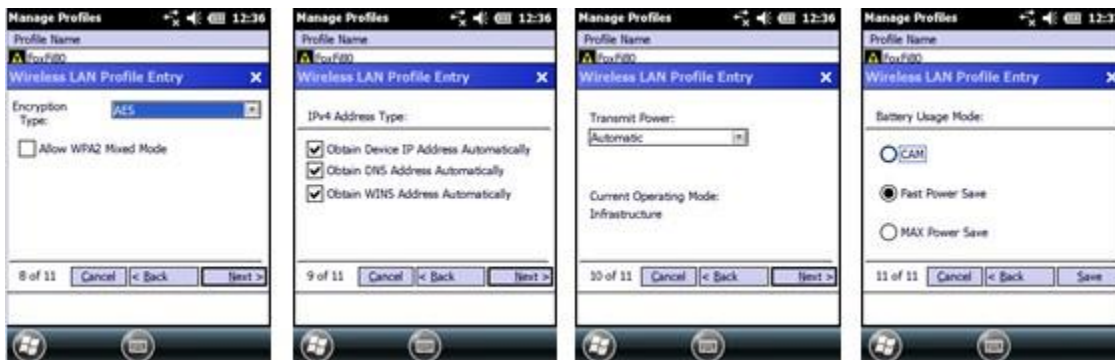 Manage Profiles 12:36
Profile Name
FoxFi80
Wireless LAN Profile Entry
Encryption Type:
AES
Allow WPA2 Mixed Mode
8 of 11 Cancel < Back Next >
Manage Profiles 12:36
Profile Name
FoxFi80
Wireless LAN Profile Entry
IPv4 Address Type:
Obtain Device IP Address Automatically
Obtain DNS Address Automatically
Obtain WINS Address Automatically
9 of 11 Cancel < Back Next >
Manage Profiles 12:36
Profile Name
FoxFi80
Wireless LAN Profile Entry
Transmit Power:
Automatic
Current Operating Mode:
Infrastructure
10 of 11 Cancel < Back Next >
Manage Profiles
Profile Name
FoxFi80
Wireless LAN Profile Entry
Battery Usage Mode:
CAM
Fast Power Save
MAX Power Save
11 of 11 Cancel < Back Save